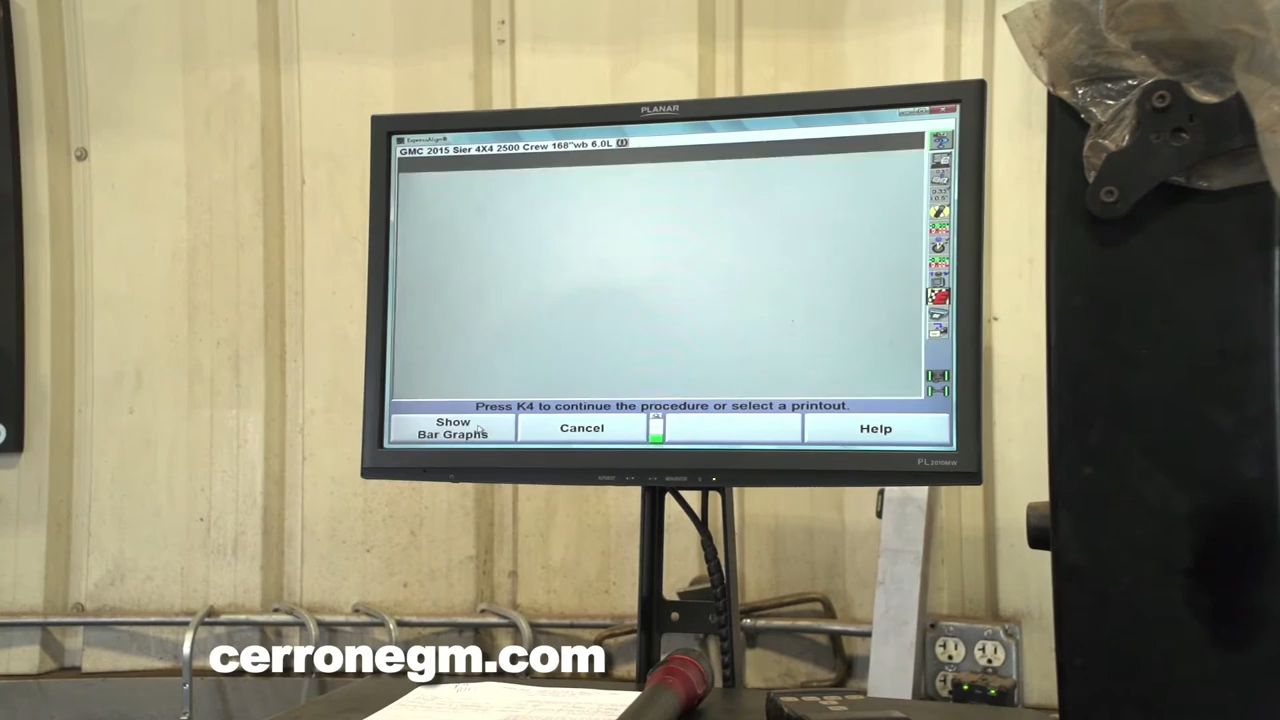 PLANAR
ExpressAlign®
GMC 2015 Sier 4X4 2500 Crew 168"wb 6.0L
Press K4 to continue the procedure or select a printout.
Show
Bar Graphs
Cancel
Help
PL2010MW
cerronegm.com